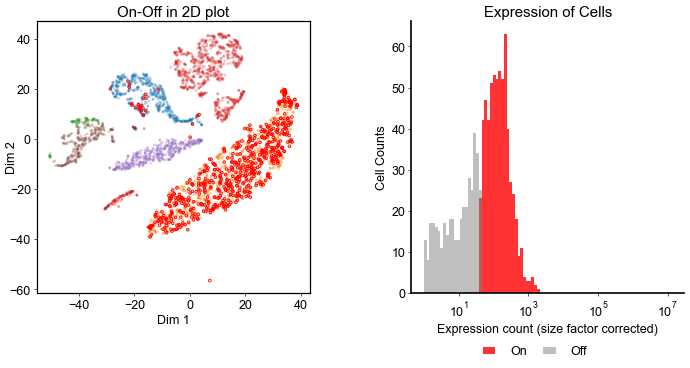 On-Off in 2D plot
40
20
0
−20
−40
−60
Dim 2
−40
−20
0
20
40
Dim 1
Expression of Cells
60
50
40
30
20
10
0
Cell Counts
10^1
10^3
10^5
10^7
Expression count (size factor corrected)
On
Off